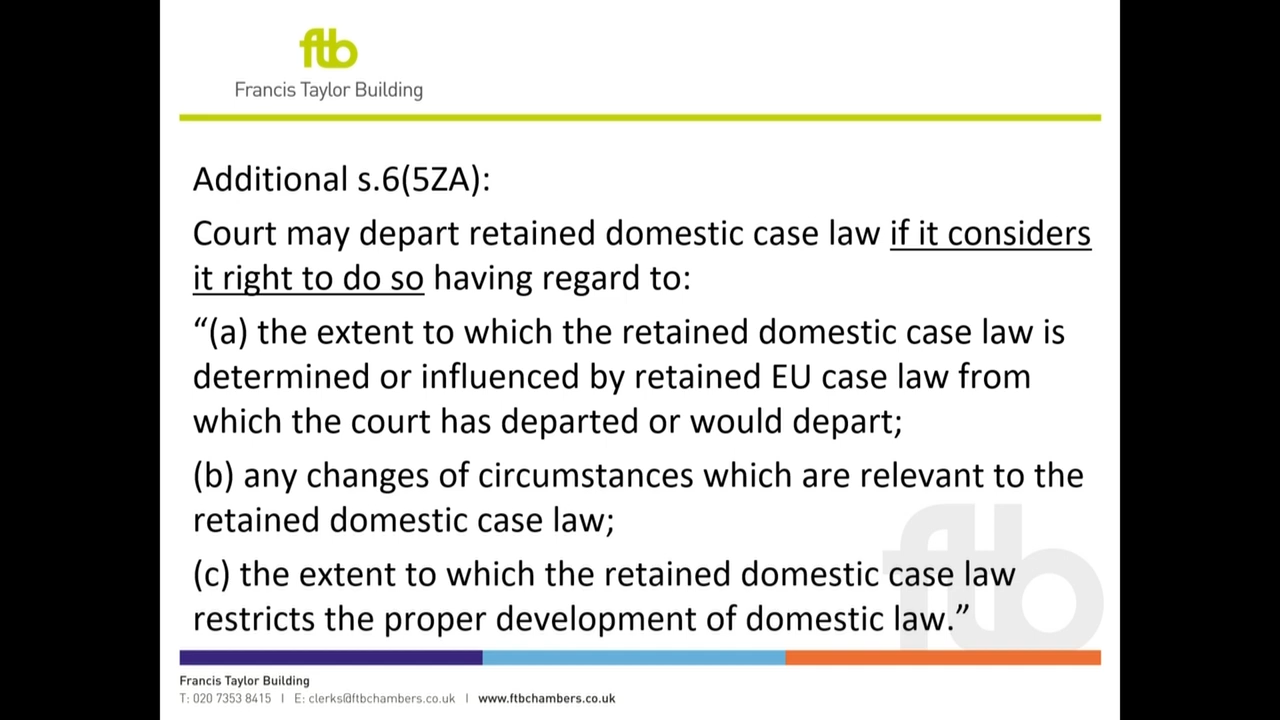 ftb
Francis Taylor Building
Additional s.6(5ZA):
Court may depart retained domestic case law if it considers
it right to do so having regard to:
“(a) the extent to which the retained domestic case law is
determined or influenced by retained EU case law from
which the court has departed or would depart;
(b) any changes of circumstances which are relevant to the
retained domestic case law;
(c) the extent to which the retained domestic case law
restricts the proper development of domestic law.”
ftb
Francis Taylor Building
T: 020 7353 8415 I E: clerks@ftbchambers.co.uk I www.ftbchambers.co.uk